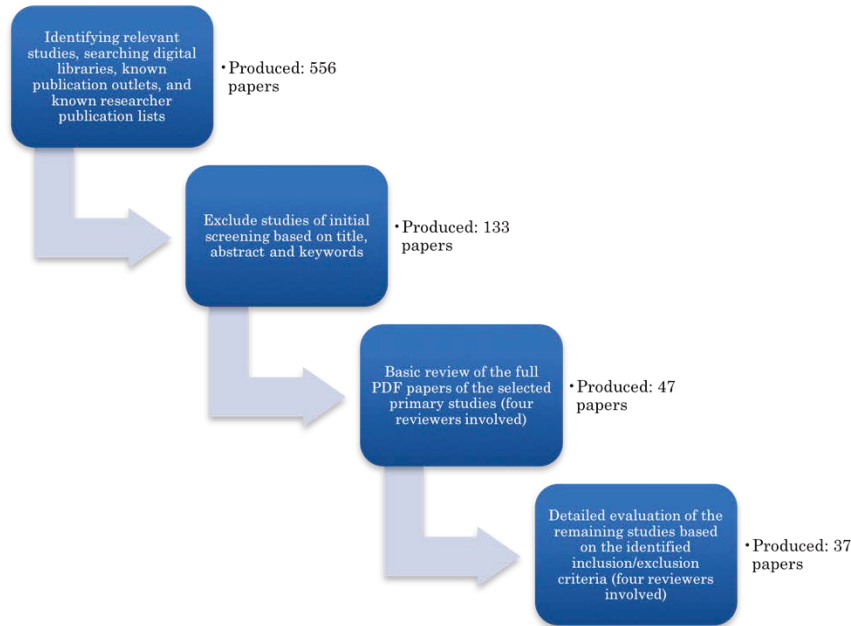 Identifying relevant
studies, searching digital
libraries, known
publication outlets, and
known researcher
publication lists
•Produced: 556
papers
Exclude studies of initial
screening based on title,
abstract and keywords
•Produced: 133
papers
Basic review of the full
PDF papers of the selected
primary studies (four
reviewers involved)
•Produced: 47
papers
Detailed evaluation of the
remaining studies based
on the identified
inclusion/exclusion
criteria (four reviewers
involved)
•Produced: 37
papers